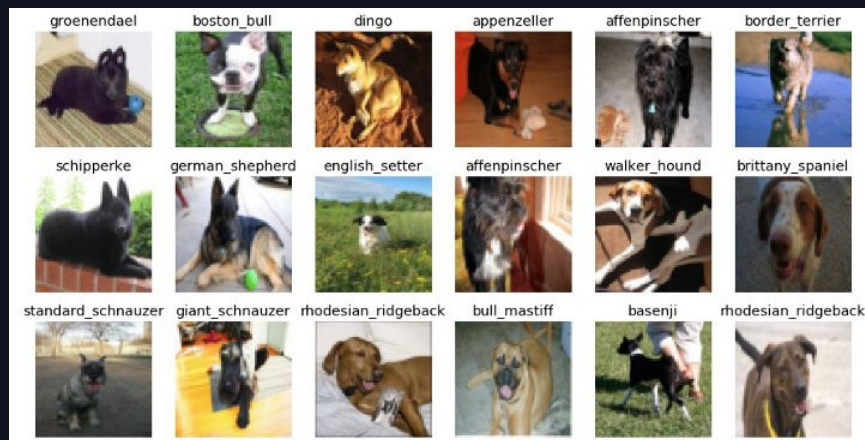 groenendael boston_bull dingo appenzeller affenpinscher border_terrier
schipperke german_shepherd english_setter affenpinscher walker_hound brittany_spaniel
standard_schnauzer giant_schnauzer rhodesian_ridgeback bull_mastiff basenji rhodesian_ridgeback